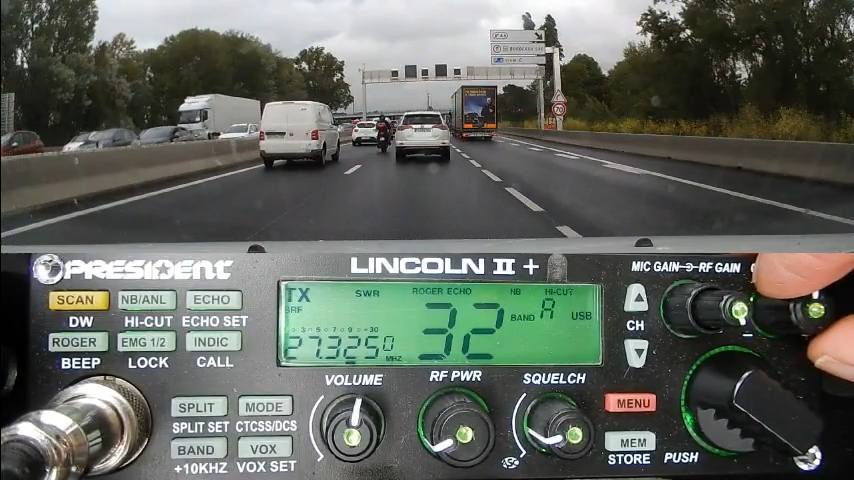 BORDEAUX
70
PRESIDENT
LINCOLN II +
MIC GAIN RF GAIN
SCAN NB/ANL ECHO
DW HI-CUT ECHO SET
ROGER EMG 1/2 INDIC
BEEP LOCK CALL
TX SWR ROGER ECHO NB HI-CUT
SRF
32 BAND A USB
27.3250 MHZ
CH
VOLUME RF PWR SQUELCH
SPLIT MODE
SPLIT SET CTCSS/DCS
BAND VOX
+10KHZ VOX SET
MENU
MEM
STORE PUSH